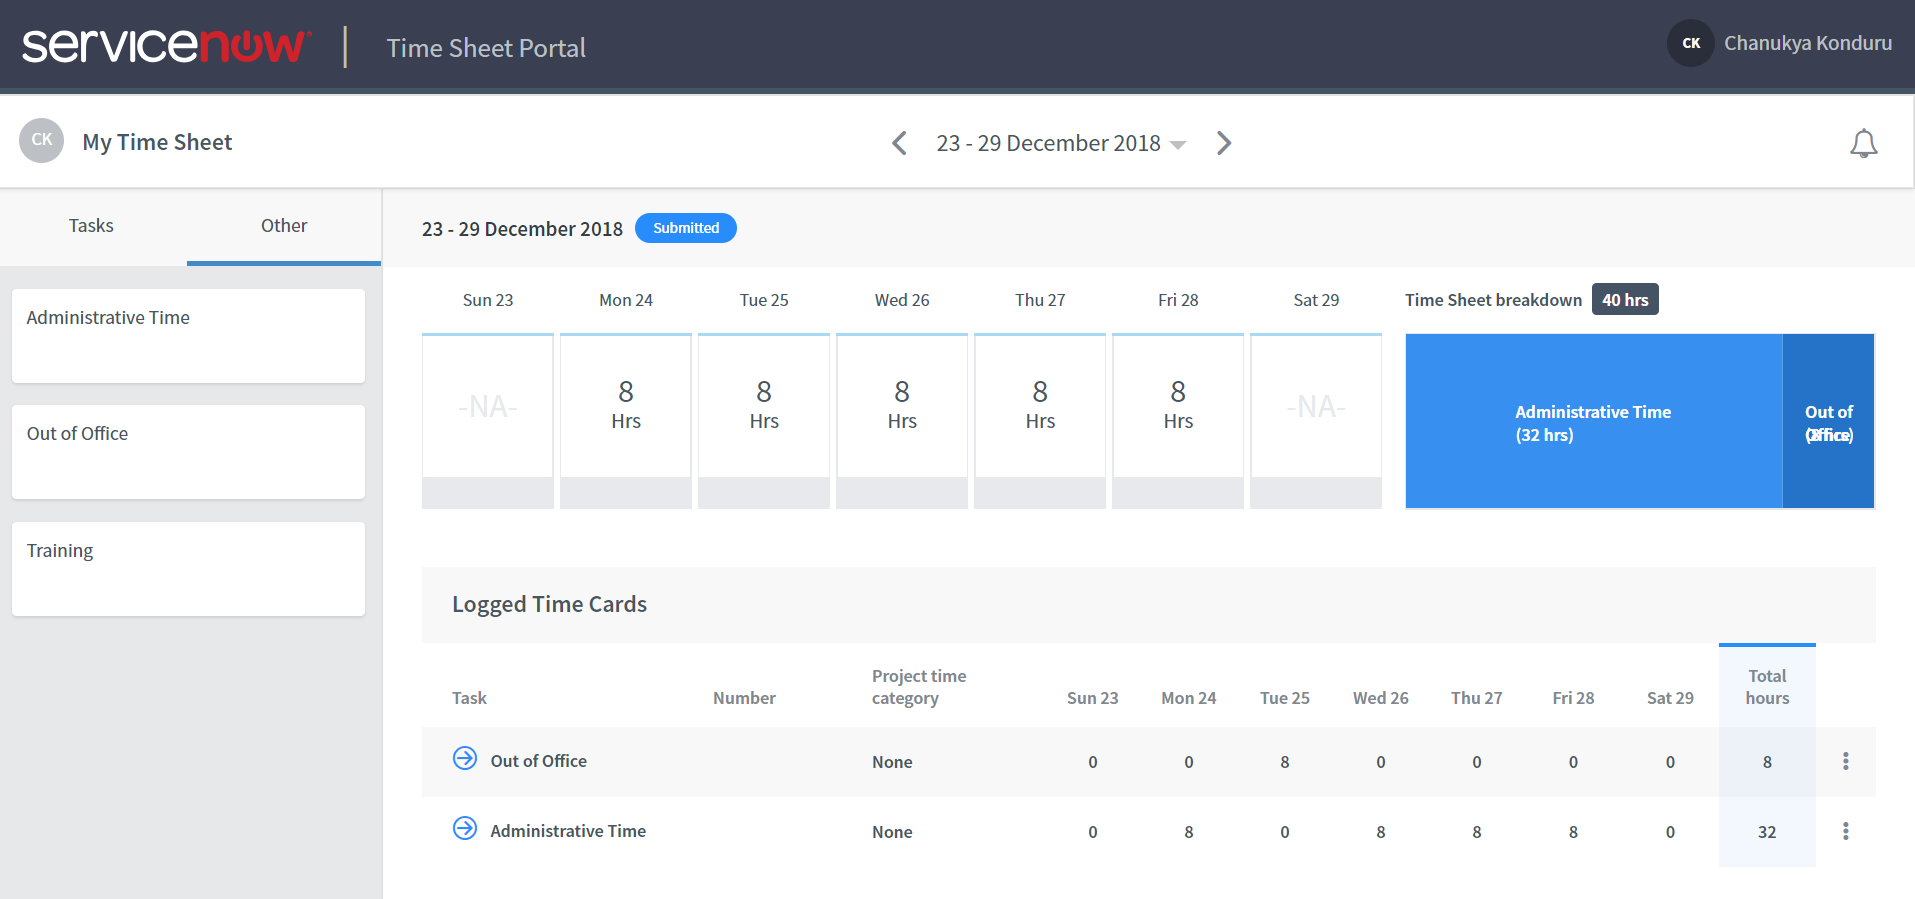 servicenow
Time Sheet Portal
CK
Chanukya Konduru
CK
My Time Sheet
23 - 29 December 2018
Tasks
Other
Administrative Time
Out of Office
Training
23 - 29 December 2018
Submitted
Sun 23
Mon 24
Tue 25
Wed 26
Thu 27
Fri 28
Sat 29
-NA-
8
Hrs
8
Hrs
8
Hrs
8
Hrs
8
Hrs
-NA-
Time Sheet breakdown
40 hrs
Administrative Time
(32 hrs)
Out of
Office
(8 hrs)
Logged Time Cards
Task
Number
Project time
category
Sun 23
Mon 24
Tue 25
Wed 26
Thu 27
Fri 28
Sat 29
Total
hours
Out of Office
None
0
0
8
0
0
0
0
8
Administrative Time
None
0
8
0
8
8
8
0
32